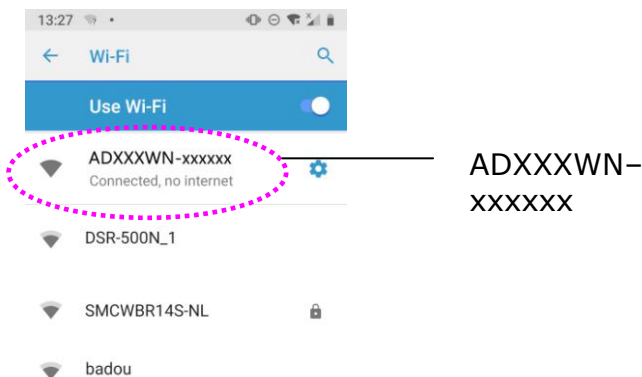 13:27
Wi-Fi
Use Wi-Fi
ADXXXWN-xxxxxx
Connected, no internet
ADXXXWN–
xxxxxx
DSR-500N_1
SMCWBR14S-NL
badou